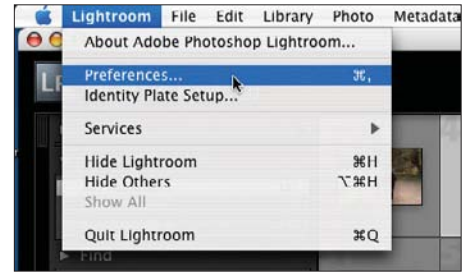 Lightroom File Edit Library Photo Metadata
About Adobe Photoshop Lightroom...
Preferences... ⌘,
Identity Plate Setup...
Services ▶
Hide Lightroom ⌘H
Hide Others ⌥⌘H
Show All
Quit Lightroom ⌘Q
Find